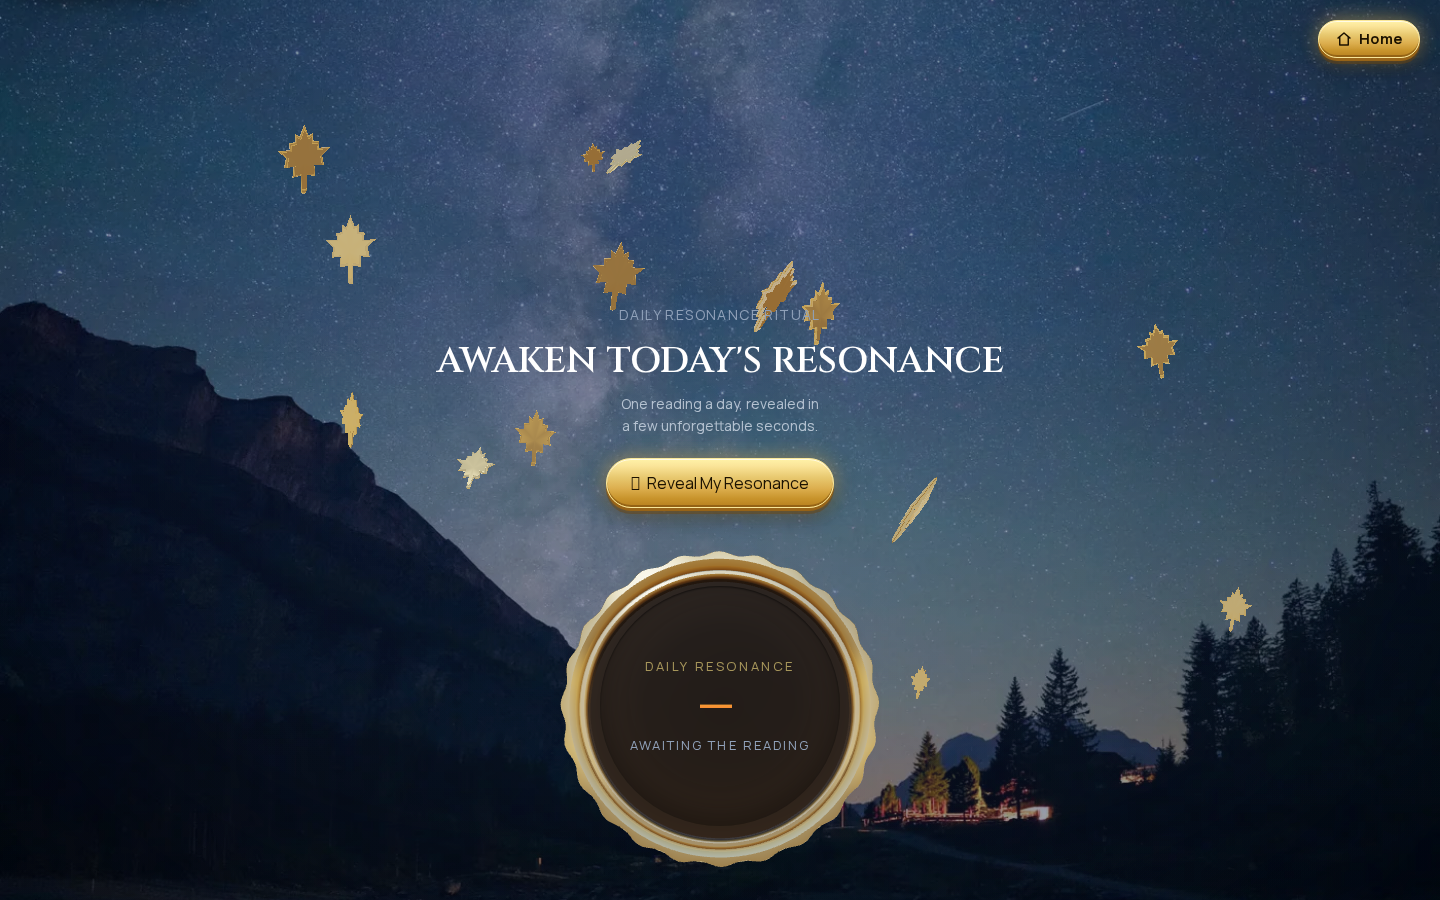 Home
DAILY RESONANCE RITUAL
AWAKEN TODAY'S RESONANCE
One reading a day, revealed in
a few unforgettable seconds.
Reveal My Resonance
DAILY RESONANCE
—
AWAITING THE READING